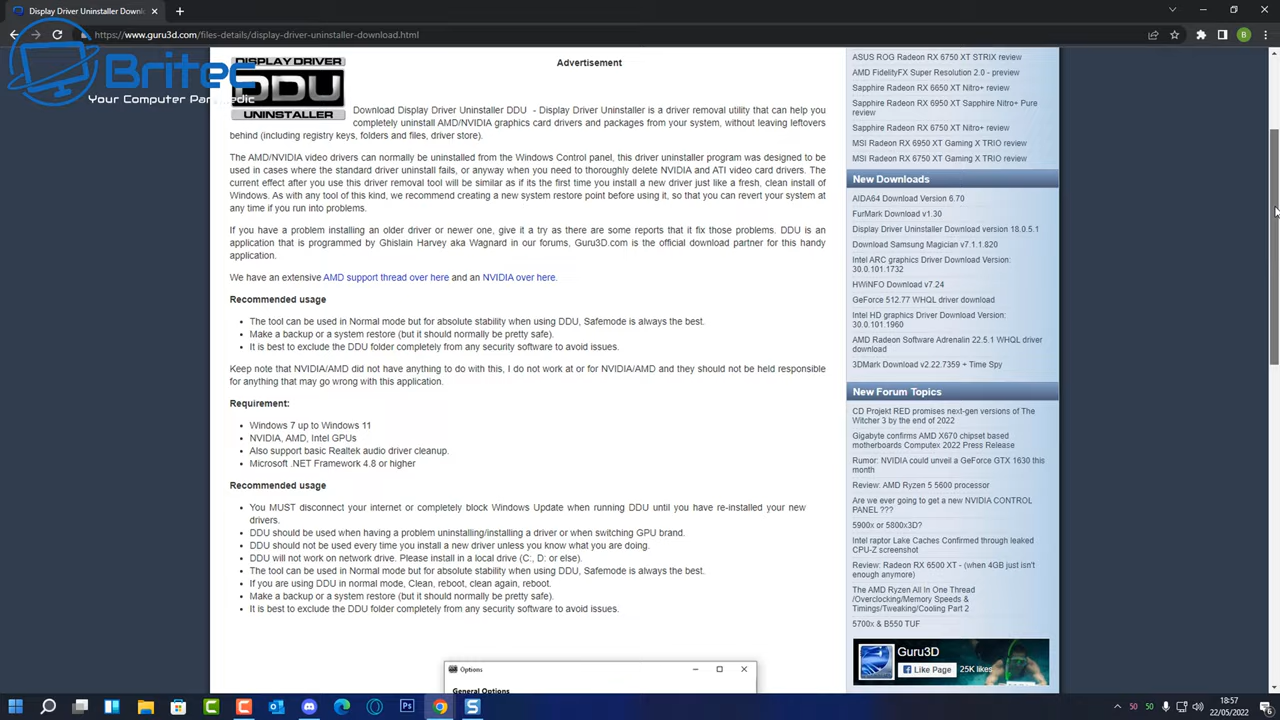 Display Driver Uninstaller Downl
https://www.guru3d.com/files-details/display-driver-uninstaller-download.html
Britec
Your Computer Paramedic
DISPLAY DRIVER
DDU
UNINSTALLER
Advertisement
Download Display Driver Uninstaller DDU - Display Driver Uninstaller is a driver removal utility that can help you
completely uninstall AMD/NVIDIA graphics card drivers and packages from your system, without leaving leftovers
behind (including registry keys, folders and files, driver store).
The AMD/NVIDIA video drivers can normally be uninstalled from the Windows Control panel, this driver uninstaller program was designed to be
used in cases where the standard driver uninstall fails, or anyway when you need to thoroughly delete NVIDIA and ATI video card drivers. The
current effect after you use this driver removal tool will be similar as if its the first time you install a new driver just like a fresh, clean install of
Windows. As with any tool of this kind, we recommend creating a new system restore point before using it, so that you can revert your system at
any time if you run into problems.
If you have a problem installing an older driver or newer one, give it a try as there are some reports that it fix those problems. DDU is an
application that is programmed by Ghislain Harvey aka Wagnard in our forums, Guru3D.com is the official download partner for this handy
application.
We have an extensive AMD support thread over here and an NVIDIA over here.
Recommended usage
The tool can be used in Normal mode but for absolute stability when using DDU, Safemode is always the best.
Make a backup or a system restore (but it should normally be pretty safe).
It is best to exclude the DDU folder completely from any security software to avoid issues.
Keep note that NVIDIA/AMD did not have anything to do with this, I do not work at or for NVIDIA/AMD and they should not be held responsible
for anything that may go wrong with this application.
Requirement:
Windows 7 up to Windows 11
NVIDIA, AMD, Intel GPUs
Also support basic Realtek audio driver cleanup.
Microsoft .NET Framework 4.8 or higher
Recommended usage
You MUST disconnect your internet or completely block Windows Update when running DDU until you have re-installed your new
drivers.
DDU should be used when having a problem uninstalling/installing a driver or when switching GPU brand.
DDU should not be used every time you install a new driver unless you know what you are doing.
DDU will not work on network drive. Please install in a local drive (C:, D: or else).
The tool can be used in Normal mode but for absolute stability when using DDU, Safemode is always the best.
If you are using DDU in normal mode, Clean, reboot, clean again, reboot.
Make a backup or a system restore (but it should normally be pretty safe).
It is best to exclude the DDU folder completely from any security software to avoid issues.
Options
General Options
ASUS ROG Radeon RX 6750 XT STRIX review
AMD FidelityFX Super Resolution 2.0 - preview
Sapphire Radeon RX 6650 XT Nitro+ review
Sapphire Radeon RX 6950 XT Sapphire Nitro+ Pure
review
Sapphire Radeon RX 6750 XT Nitro+ review
MSI Radeon RX 6950 XT Gaming X TRIO review
MSI Radeon RX 6750 XT Gaming X TRIO review
New Downloads
AIDA64 Download Version 6.70
FurMark Download v1.30
Display Driver Uninstaller Download version 18.0.5.1
Download Samsung Magician v7.1.1.820
Intel ARC graphics Driver Download Version:
30.0.101.1732
HWiNFO Download v7.24
GeForce 512.77 WHQL driver download
Intel HD graphics Driver Download Version:
30.0.101.1960
AMD Radeon Software Adrenalin 22.5.1 WHQL driver
download
3DMark Download v2.22.7359 + Time Spy
New Forum Topics
CD Projekt RED promises next-gen versions of The
Witcher 3 by the end of 2022
Gigabyte confirms AMD X670 chipset based
motherboards Computex 2022 Press Release
Rumor: NVIDIA could unveil a GeForce GTX 1630 this
month
Review: AMD Ryzen 5 5600 processor
Are we ever going to get a new NVIDIA CONTROL
PANEL ???
5900x or 5800x3D?
Intel raptor Lake Caches Confirmed through leaked
CPU-Z screenshot
Review: Radeon RX 6500 XT - (when 4GB just isn't
enough anymore)
The AMD Ryzen All In One Thread
/Overclocking/Memory Speeds &
Timings/Tweaking/Cooling Part 2
5700x & B550 TUF
Guru3D
Like Page
25K likes
50
50
18:57
22/05/2022